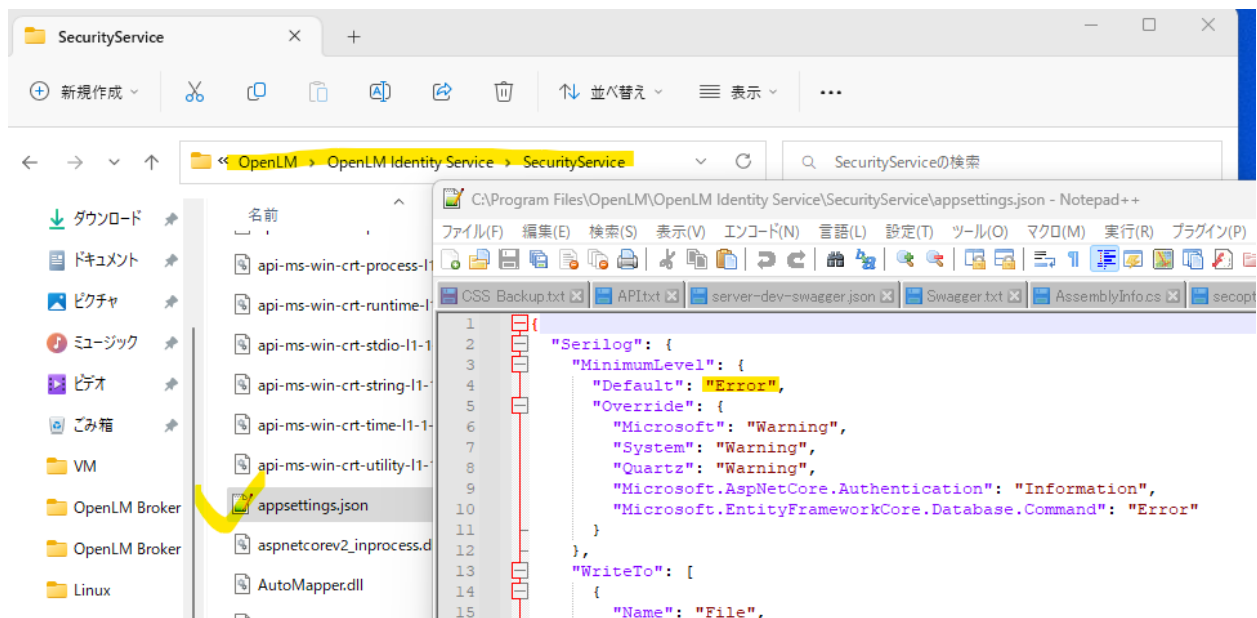 SecurityService
新規作成
並べ替え
表示
OpenLM › OpenLM Identity Service › SecurityService
SecurityServiceの検索
ダウンロード
ドキュメント
ピクチャ
ミュージック
ビデオ
ごみ箱
VM
OpenLM Broker
OpenLM Broker
Linux
名前
api-ms-win-crt-process-l1
api-ms-win-crt-runtime-l
api-ms-win-crt-stdio-l1-1
api-ms-win-crt-string-l1-
api-ms-win-crt-time-l1-1-
api-ms-win-crt-utility-l1-
appsettings.json
aspnetcorev2_inprocess.d
AutoMapper.dll
C:\Program Files\OpenLM\OpenLM Identity Service\SecurityService\appsettings.json - Notepad++
ファイル(F) 編集(E) 検索(S) 表示(V) エンコード(N) 言語(L) 設定(T) ツール(O) マクロ(M) 実行(R) プラグイン(P)
CSS Backup.txt API.txt server-dev-swagger.json Swagger.txt AssemblyInfo.cs secopt
1 {
2 "Serilog": {
3 "MinimumLevel": {
4 "Default": "Error",
5 "Override": {
6 "Microsoft": "Warning",
7 "System": "Warning",
8 "Quartz": "Warning",
9 "Microsoft.AspNetCore.Authentication": "Information",
10 "Microsoft.EntityFrameworkCore.Database.Command": "Error"
11 }
12 },
13 "WriteTo": [
14 {
15 "Name": "File",